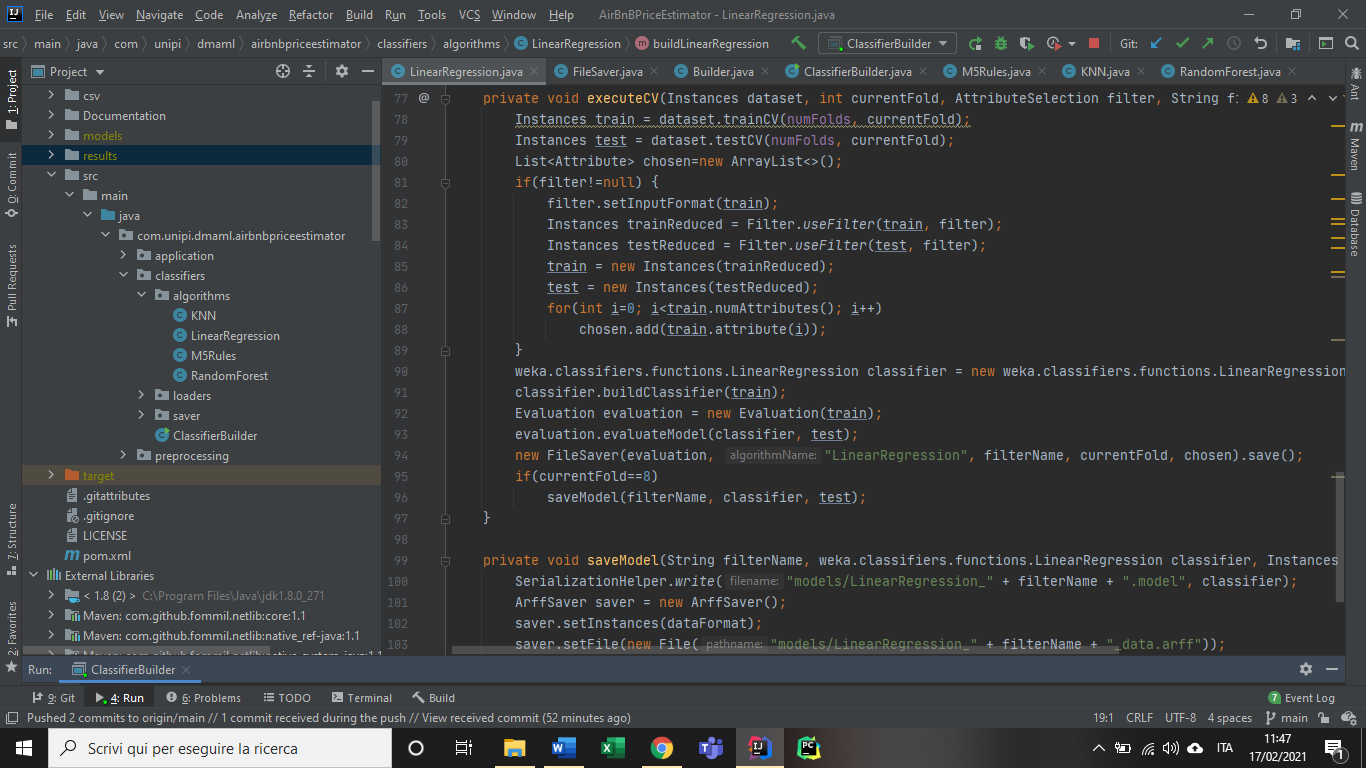 File Edit View Navigate Code Analyze Refactor Build Run Tools VCS Window Help AirBnBPriceEstimator - LinearRegression.java
src main java com unipi dmaml airbnbpriceestimator classifiers algorithms LinearRegression buildLinearRegression ClassifierBuilder Git:
Project LinearRegression.java FileSaver.java Builder.java ClassifierBuilder.java M5Rules.java KNN.java RandomForest.java
1: Project
0: Commit
Pull Requests
7: Structure
2: Favorites
csv
Documentation
models
results
src
main
java
com.unipi.dmaml.airbnbpriceestimator
application
classifiers
algorithms
KNN
LinearRegression
M5Rules
RandomForest
loaders
saver
ClassifierBuilder
preprocessing
target
.gitattributes
.gitignore
LICENSE
pom.xml
External Libraries
< 1.8 (2) > C:\Program Files\Java\jdk1.8.0_271
Maven: com.github.fommil.netlib:core:1.1
Maven: com.github.fommil.netlib:native_ref-java:1.1
Maven: com.github.fommil.netlib:native_system-java:1.1
77 @ private void executeCV(Instances dataset, int currentFold, AttributeSelection filter, String fi 8 3
78 Instances train = dataset.trainCV(numFolds, currentFold);
79 Instances test = dataset.testCV(numFolds, currentFold);
80 List<Attribute> chosen=new ArrayList<>();
81 if(filter!=null) {
82 filter.setInputFormat(train);
83 Instances trainReduced = Filter.useFilter(train, filter);
84 Instances testReduced = Filter.useFilter(test, filter);
85 train = new Instances(trainReduced);
86 test = new Instances(testReduced);
87 for(int i=0; i<train.numAttributes(); i++)
88 chosen.add(train.attribute(i));
89 }
90 weka.classifiers.functions.LinearRegression classifier = new weka.classifiers.functions.LinearRegression
91 classifier.buildClassifier(train);
92 Evaluation evaluation = new Evaluation(train);
93 evaluation.evaluateModel(classifier, test);
94 new FileSaver(evaluation, algorithmName: "LinearRegression", filterName, currentFold, chosen).save();
95 if(currentFold==8)
96 saveModel(filterName, classifier, test);
97 }
98
99 private void saveModel(String filterName, weka.classifiers.functions.LinearRegression classifier, Instances
100 SerializationHelper.write( filename: "models/LinearRegression_" + filterName + ".model", classifier);
101 ArffSaver saver = new ArffSaver();
102 saver.setInstances(dataFormat);
103 saver.setFile(new File( pathname: "models/LinearRegression_" + filterName + "_data.arff"));
Ant
Maven
Database
Run: ClassifierBuilder
9: Git 4: Run 6: Problems TODO Terminal Build 7 Event Log
Pushed 2 commits to origin/main // 1 commit received during the push // View received commit (52 minutes ago) 19:1 CRLF UTF-8 4 spaces main
Scrivi qui per eseguire la ricerca ITA 11:47
17/02/2021 1